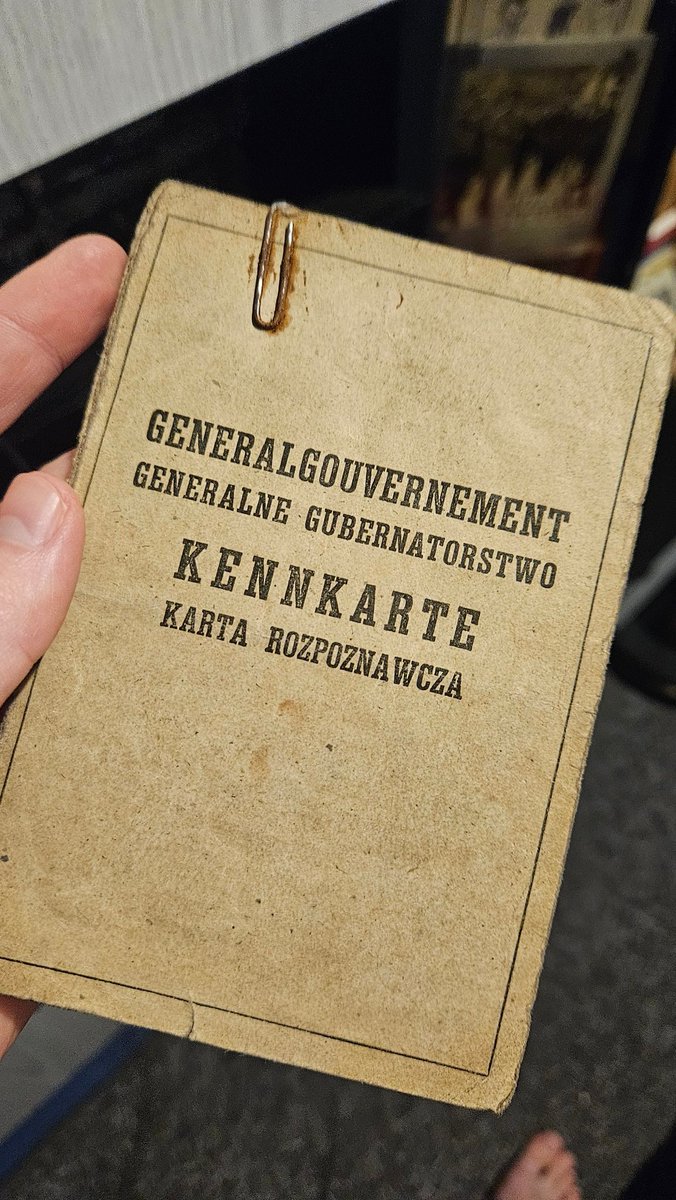 GENERALGOUVERNEMENT
GENERALNE GUBERNATORSTWO
KENNKARTE
KARTA ROZPOZNAWCZA